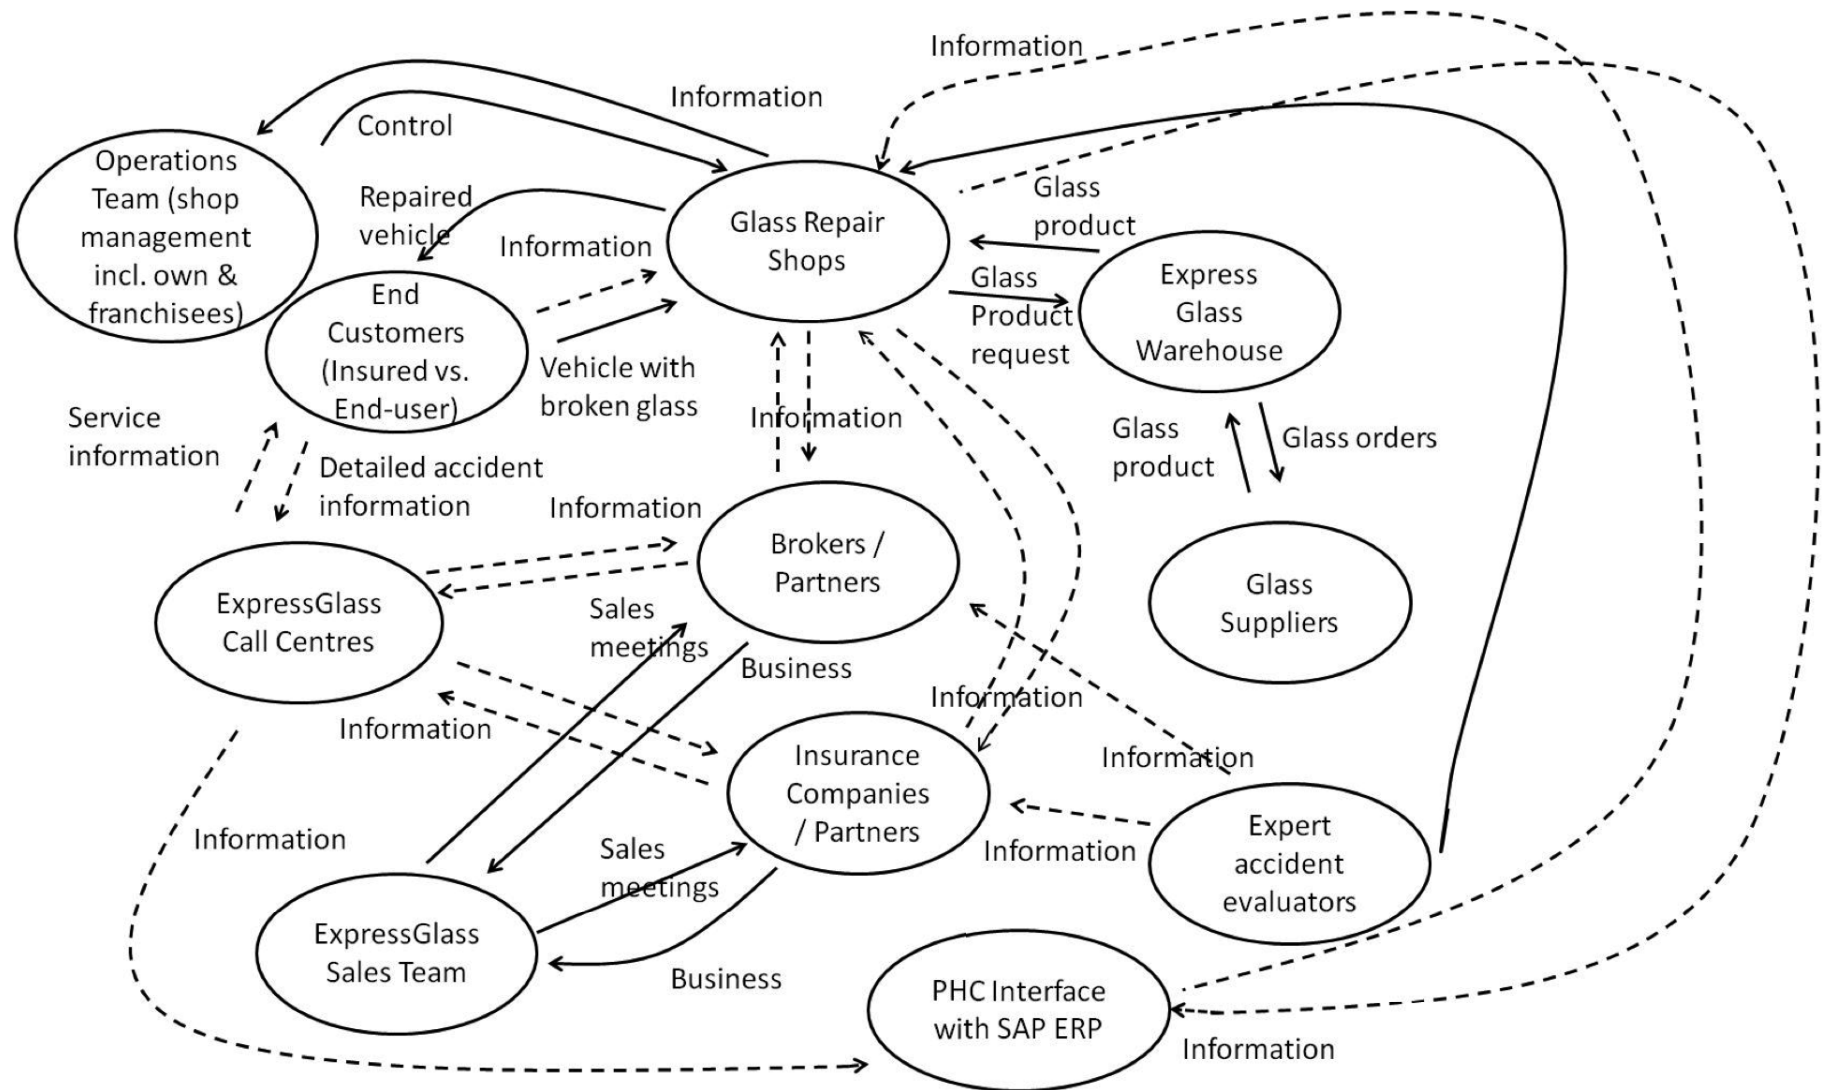 Information
Information
Control
Operations
Team (shop
management
incl. own &
franchisees)
Repaired
vehicle
Information
Glass Repair
Shops
Glass
product
Glass
Product
request
Express
Glass
Warehouse
End
Customers
(Insured vs.
End-user)
Vehicle with
broken glass
Service
information
Detailed accident
information
Information
Information
Glass
product
Glass orders
Brokers /
Partners
Glass
Suppliers
ExpressGlass
Call Centres
Sales
meetings
Business
Information
Information
Information
Insurance
Companies
/ Partners
Information
Information
Expert
accident
evaluators
Sales
meetings
ExpressGlass
Sales Team
Business
PHC Interface
with SAP ERP
Information